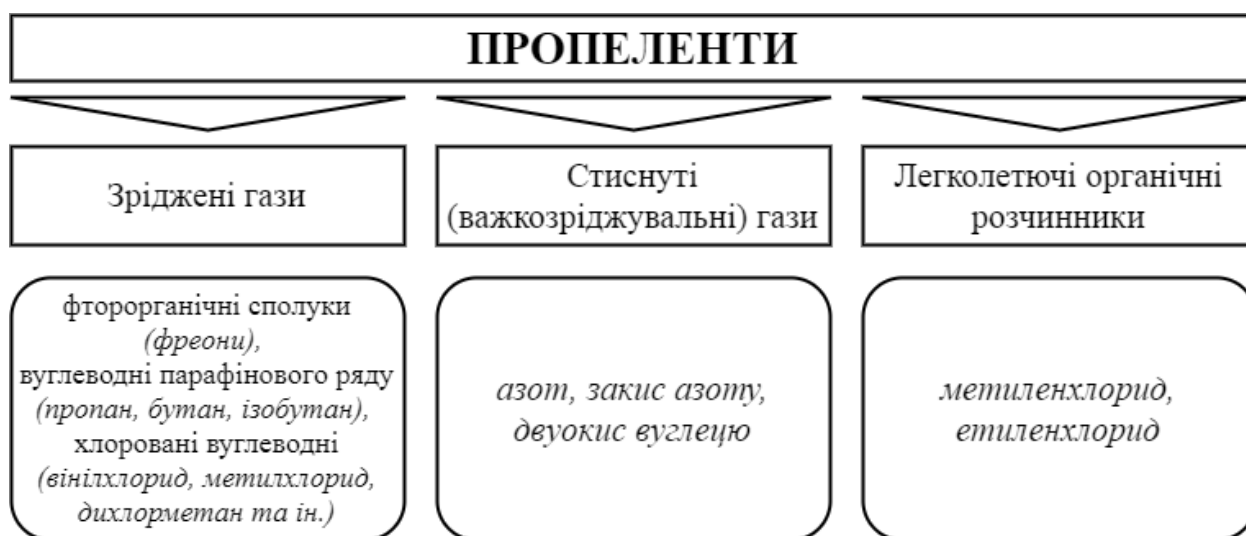 ПРОПЕЛЕНТИ
Зріджені гази
Стиснуті
(важкозріджувальні) гази
Легколетючі органічні
розчинники
фторорганічні сполуки
(фреони),
вуглеводні парафінового ряду
(пропан, бутан, ізобутан),
хлоровані вуглеводні
(вінілхлорид, метилхлорид,
дихлорметан та ін.)
азот, закис азоту,
двуокис вуглецю
метиленхлорид,
етиленхлорид